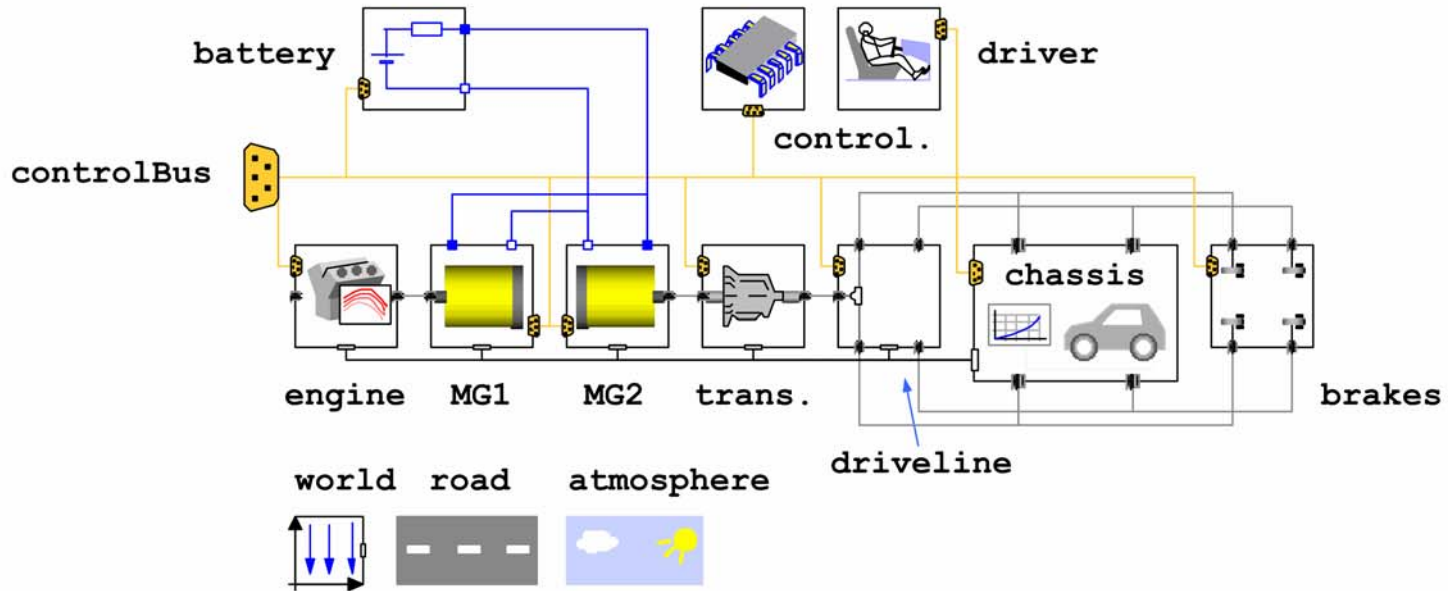 battery
driver
control.
controlBus
chassis
engine
MG1
MG2
trans.
brakes
driveline
world
road
atmosphere